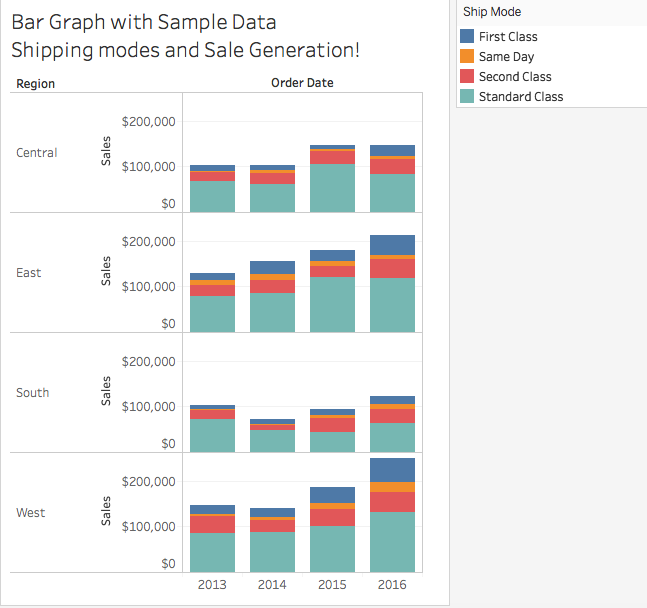 Bar Graph with Sample Data
Shipping modes and Sale Generation!
Ship Mode
First Class
Same Day
Second Class
Standard Class
Region
Order Date
Central
Sales
$200,000
$100,000
$0
East
Sales
$200,000
$100,000
$0
South
Sales
$200,000
$100,000
$0
West
Sales
$200,000
$100,000
$0
2013 2014 2015 2016